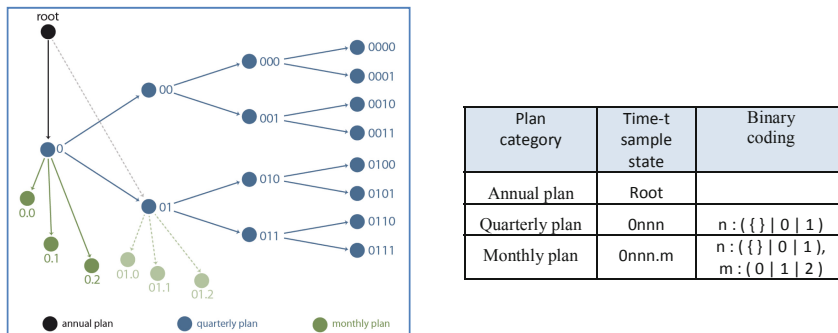 root
0000
000
0001
00
0010
001
0011
0
0100
010
0101
01
0.0
0110
011
0111
0.1
0.2
01.0
01.1
01.2
annual plan
quarterly plan
monthly plan
Plan category
Time-t sample state
Binary coding
Annual plan
Root
Quarterly plan
0nnn
n : ( { } | 0 | 1 )
Monthly plan
0nnn.m
n : ( { } | 0 | 1 ),
m : ( 0 | 1 | 2 )